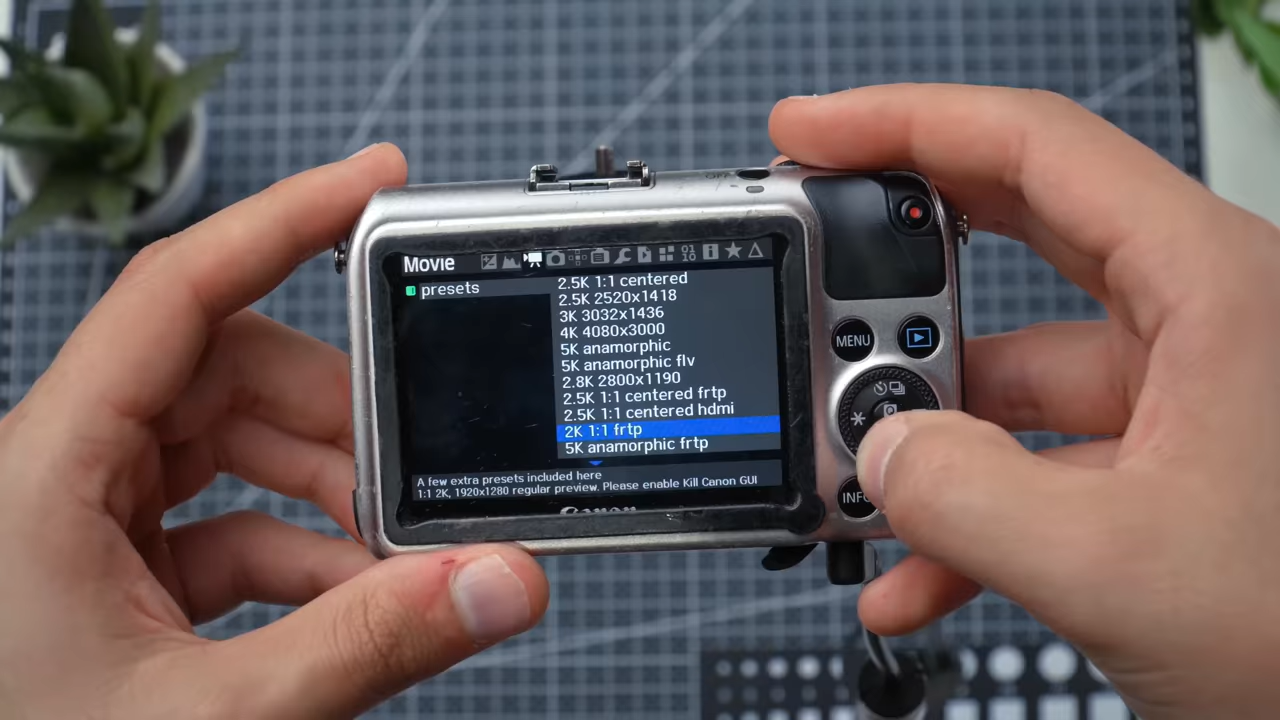 OFF
Movie
presets
2.5K 1:1 centered
2.5K 2520x1418
3K 3032x1436
4K 4080x3000
5K anamorphic
5K anamorphic flv
2.8K 2800x1190
2.5K 1:1 centered frtp
2.5K 1:1 centered hdmi
2K 1:1 frtp
5K anamorphic frtp
A few extra presets included here
1:1 2K, 1920x1280 regular preview. Please enable Kill Canon GUI
Canon
MENU
INFO